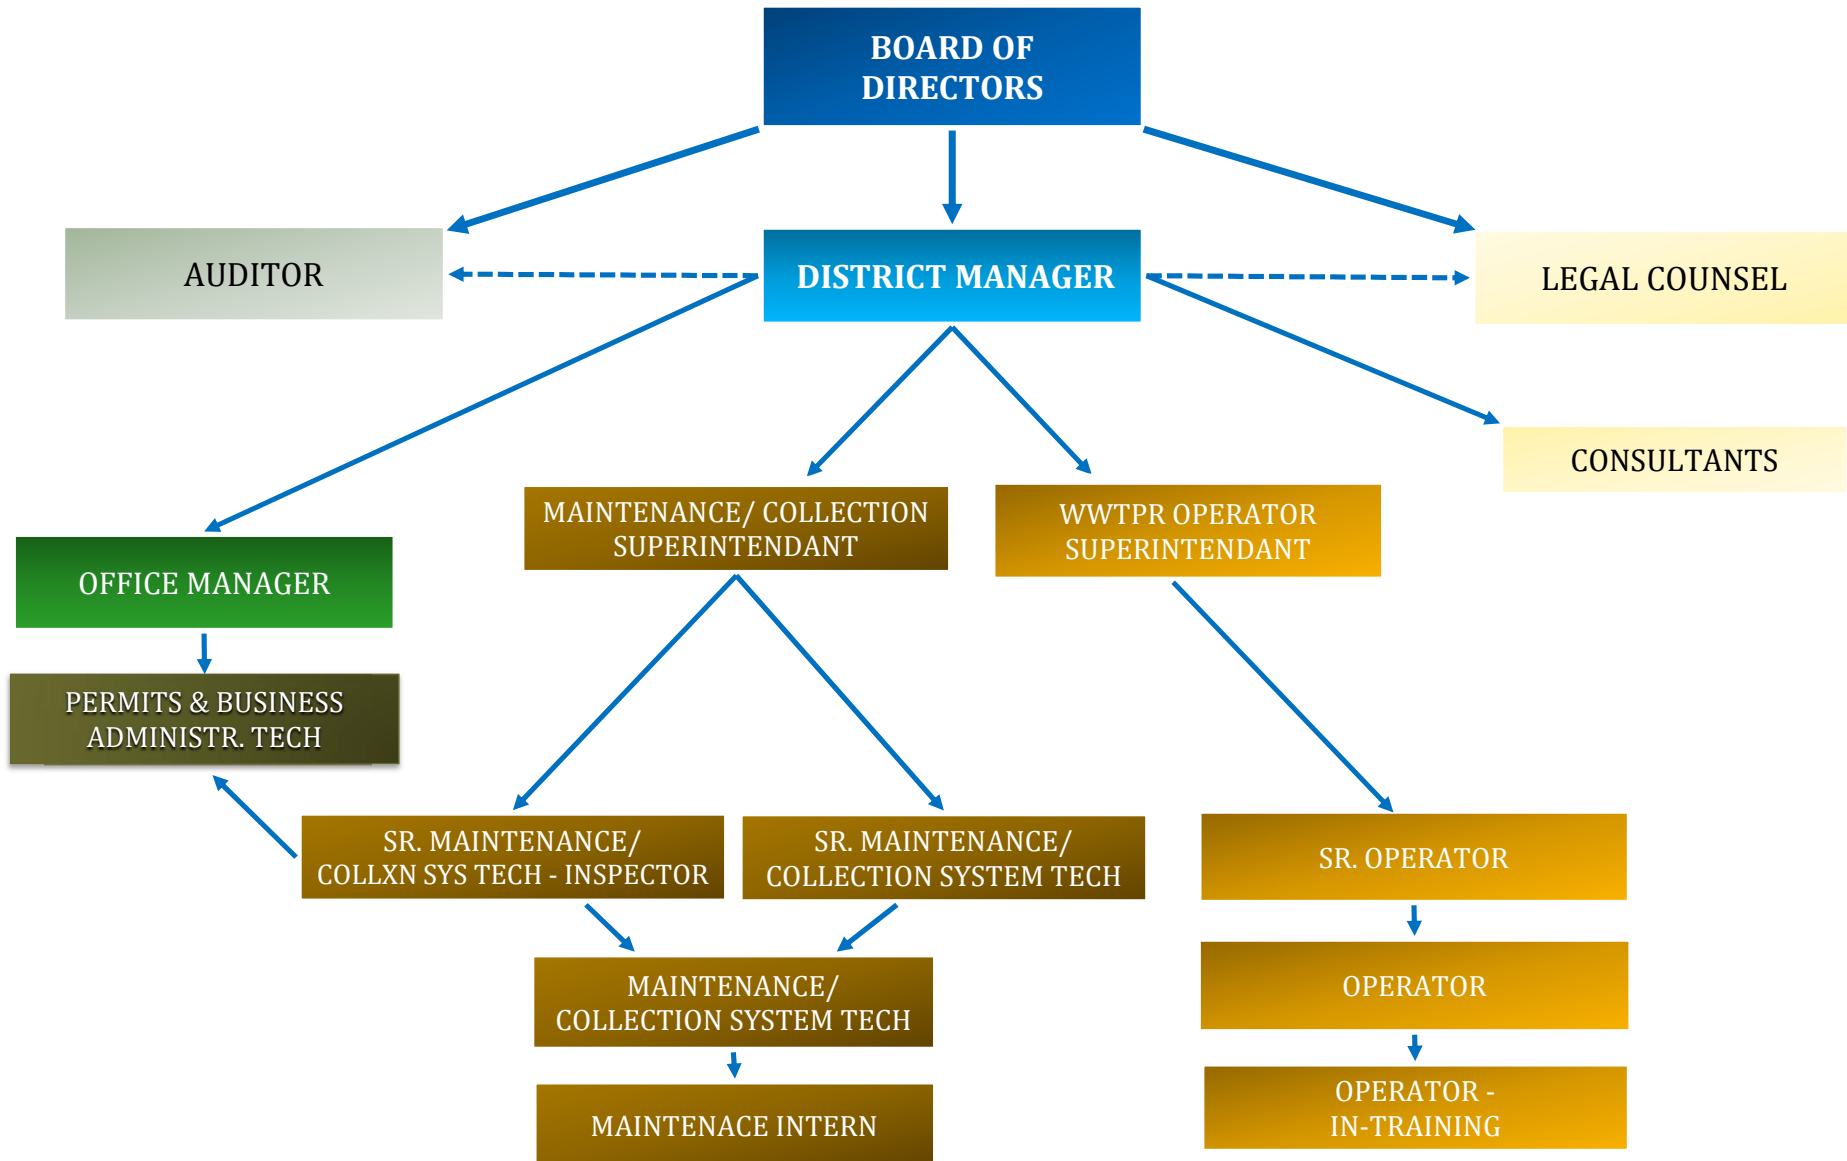 BOARD OF
DIRECTORS
AUDITOR
DISTRICT MANAGER
LEGAL COUNSEL
CONSULTANTS
MAINTENANCE/ COLLECTION
SUPERINTENDANT
WWTPR OPERATOR
SUPERINTENDANT
OFFICE MANAGER
PERMITS & BUSINESS
ADMINISTR. TECH
SR. MAINTENANCE/
COLLXN SYS TECH - INSPECTOR
SR. MAINTENANCE/
COLLECTION SYSTEM TECH
SR. OPERATOR
MAINTENANCE/
COLLECTION SYSTEM TECH
OPERATOR
MAINTENACE INTERN
OPERATOR -
IN-TRAINING